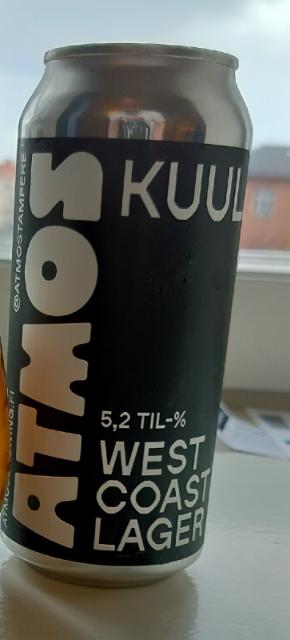 @ATMOSTAMPERE
ATMOS
KUUL
5,2 TIL-%
WEST
COAST
LAGER